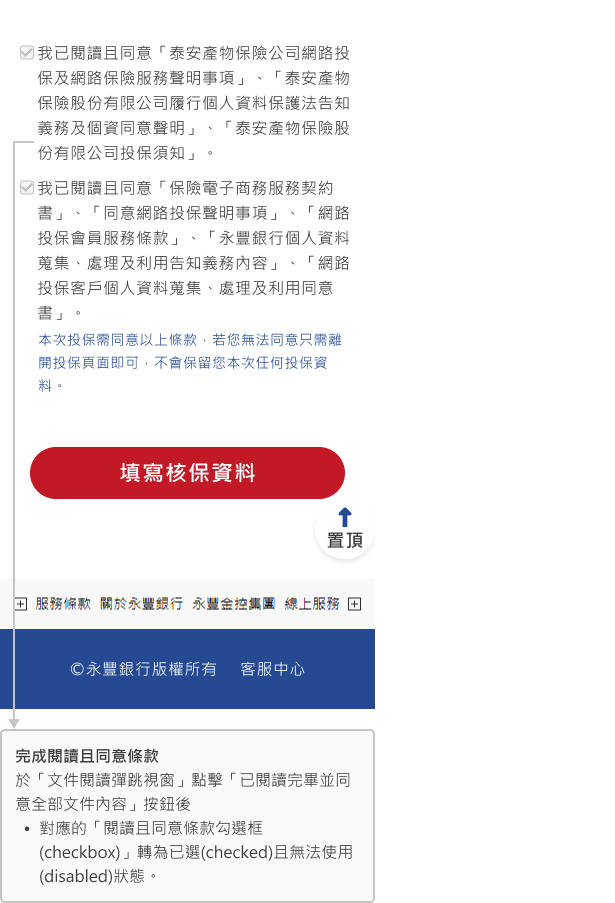 我已閱讀且同意「泰安產物保險公司網路投
保及網路保險服務聲明事項」、「泰安產物
保險股份有限公司履行個人資料保護法告知
義務及個資同意聲明」、「泰安產物保險股
份有限公司投保須知」。
我已閱讀且同意「保險電子商務服務契約
書」、「同意網路投保聲明事項」、「網路
投保會員服務條款」、「永豐銀行個人資料
蒐集、處理及利用告知義務內容」、「網路
投保客戶個人資料蒐集、處理及利用同意
書」。
本次投保需同意以上條款，若您無法同意只需離
開投保頁面即可，不會保留您本次任何投保資
料。
填寫核保資料
置頂
服務條款 關於永豐銀行 永豐金控集團 線上服務
©永豐銀行版權所有 客服中心
完成閱讀且同意條款
於「文件閱讀彈跳視窗」點擊「已閱讀完畢並同
意全部文件內容」按鈕後
• 對應的「閱讀且同意條款勾選框
(checkbox)」轉為已選(checked)且無法使用
(disabled)狀態。